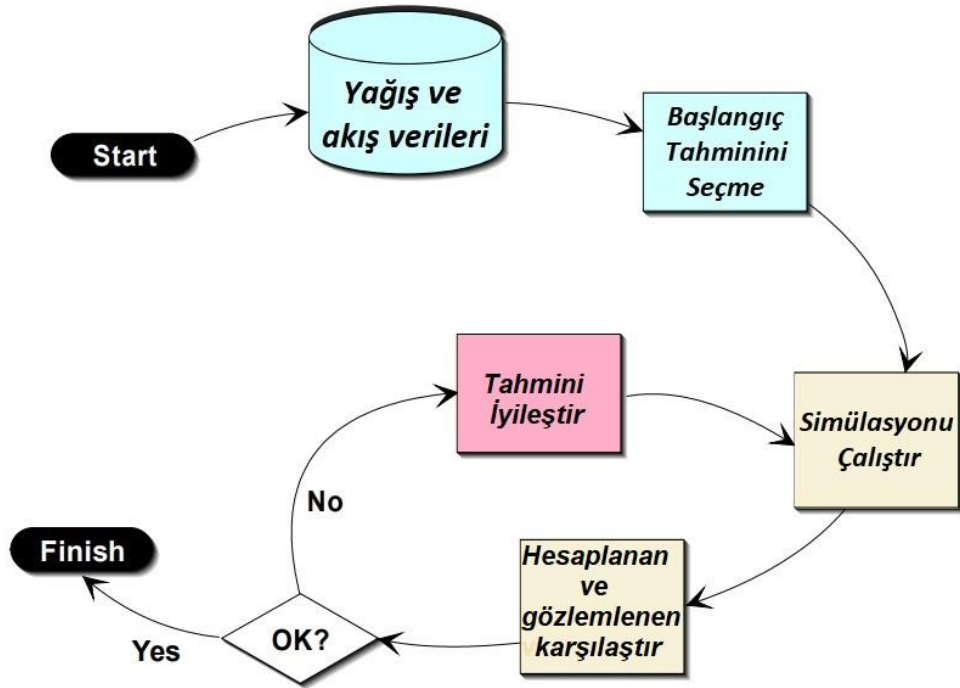 Start
Yağış ve
akış verileri
Başlangıç
Tahminini
Seçme
Simülasyonu
Çalıştır
Hesaplanan
ve
gözlemlenen
karşılaştır
OK?
No
Tahmini
İyileştir
Yes
Finish